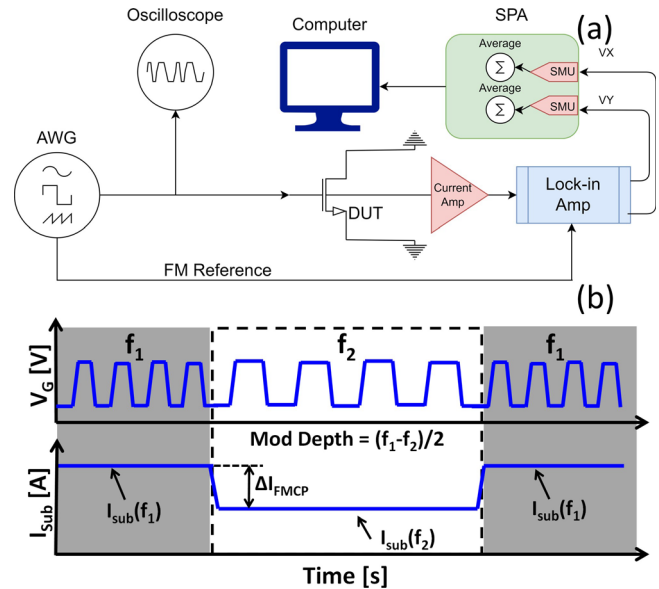 Oscilloscope
Computer
SPA
(a)
Average
Σ
SMU
VX
Average
Σ
SMU
VY
AWG
DUT
Current
Amp
Lock-in
Amp
FM Reference
(b)
V_G [V]
f₁
f₂
f₁
Mod Depth = (f₁-f₂)/2
I_Sub [A]
ΔI_FMCP
I_sub(f₁)
I_sub(f₂)
I_sub(f₁)
Time [s]